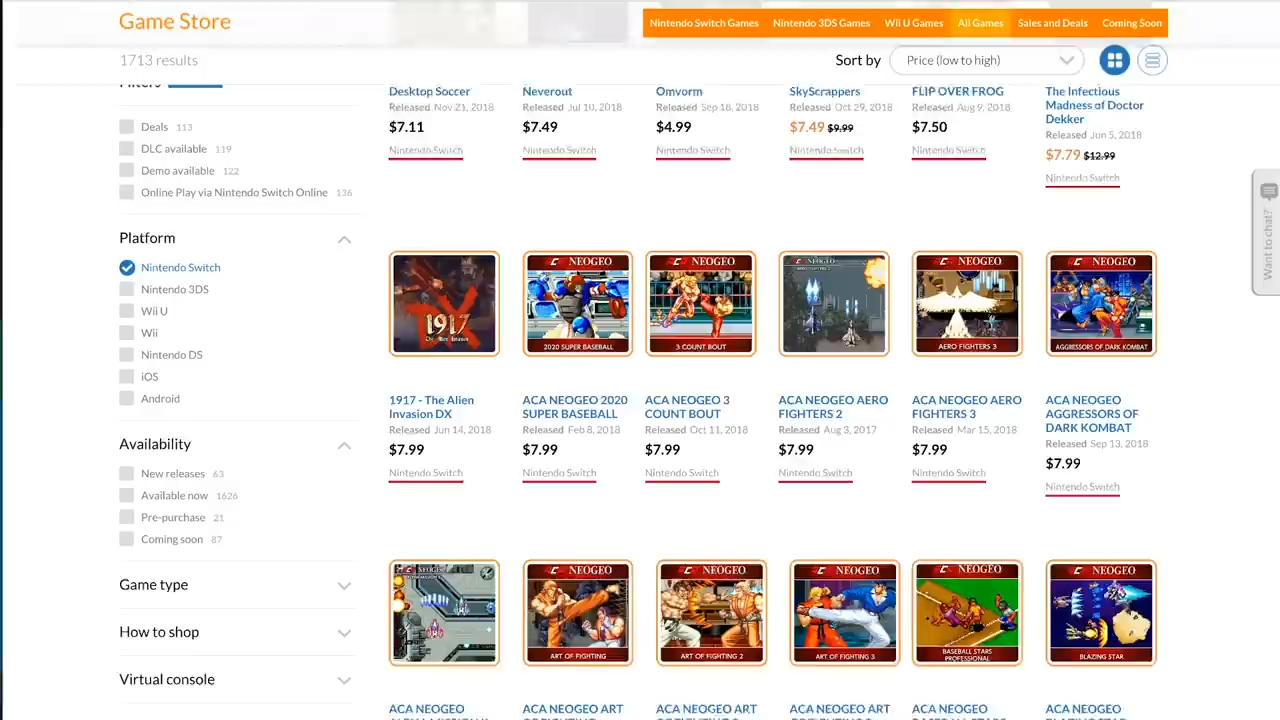 Game Store
Nintendo Switch Games Nintendo 3DS Games Wii U Games All Games Sales and Deals Coming Soon
1713 results
Sort by Price (low to high)
Filters
Deals 113
DLC available 119
Demo available 122
Online Play via Nintendo Switch Online 136
Platform
Nintendo Switch
Nintendo 3DS
Wii U
Wii
Nintendo DS
iOS
Android
Availability
New releases 63
Available now 1626
Pre-purchase 21
Coming soon 87
Game type
How to shop
Virtual console
Desktop Soccer
Released Nov 21, 2018
$7.11
Nintendo Switch
Neverout
Released Jul 10, 2018
$7.49
Nintendo Switch
Omvorm
Released Sep 18, 2018
$4.99
Nintendo Switch
SkyScrappers
Released Oct 29, 2018
$7.49 $9.99
Nintendo Switch
FLIP OVER FROG
Released Aug 9, 2018
$7.50
Nintendo Switch
The Infectious
Madness of Doctor
Dekker
Released Jun 5, 2018
$7.79 $12.99
Nintendo Switch
1917
The Alien Invasion
1917 - The Alien
Invasion DX
Released Jun 14, 2018
$7.99
Nintendo Switch
NEOGEO
2020 SUPER BASEBALL
ACA NEOGEO 2020
SUPER BASEBALL
Released Feb 8, 2018
$7.99
Nintendo Switch
NEOGEO
3 COUNT BOUT
ACA NEOGEO 3
COUNT BOUT
Released Oct 11, 2018
$7.99
Nintendo Switch
NEOGEO
ACA NEOGEO AERO
FIGHTERS 2
Released Aug 3, 2017
$7.99
Nintendo Switch
NEOGEO
AERO FIGHTERS 3
ACA NEOGEO AERO
FIGHTERS 3
Released Mar 15, 2018
$7.99
Nintendo Switch
NEOGEO
AGGRESSORS OF DARK KOMBAT
ACA NEOGEO
AGGRESSORS OF
DARK KOMBAT
Released Sep 13, 2018
$7.99
Nintendo Switch
NEOGEO
ACA NEOGEO
NEOGEO
ART OF FIGHTING
ACA NEOGEO ART
NEOGEO
ART OF FIGHTING 2
ACA NEOGEO ART
NEOGEO
ART OF FIGHTING 3
ACA NEOGEO ART
NEOGEO
BASEBALL STARS
PROFESSIONAL
ACA NEOGEO
NEOGEO
BLAZING STAR
ACA NEOGEO
Want to chat?